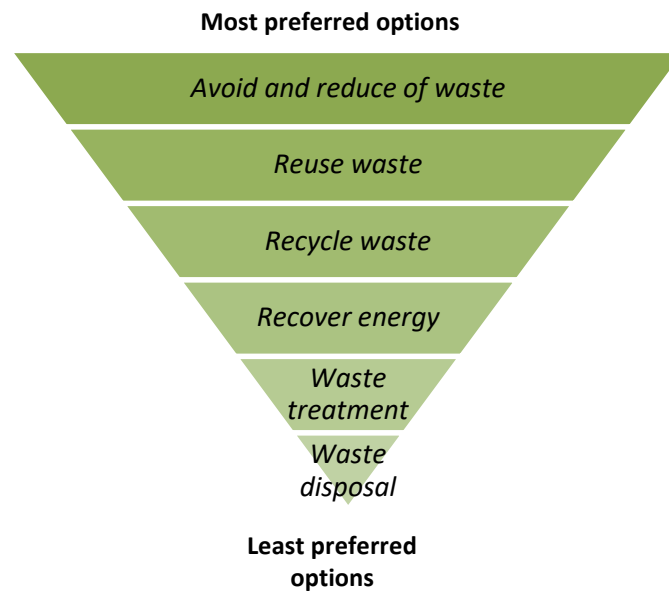 Most preferred options
Avoid and reduce of waste
Reuse waste
Recycle waste
Recover energy
Waste
treatment
Waste
disposal
Least preferred
options